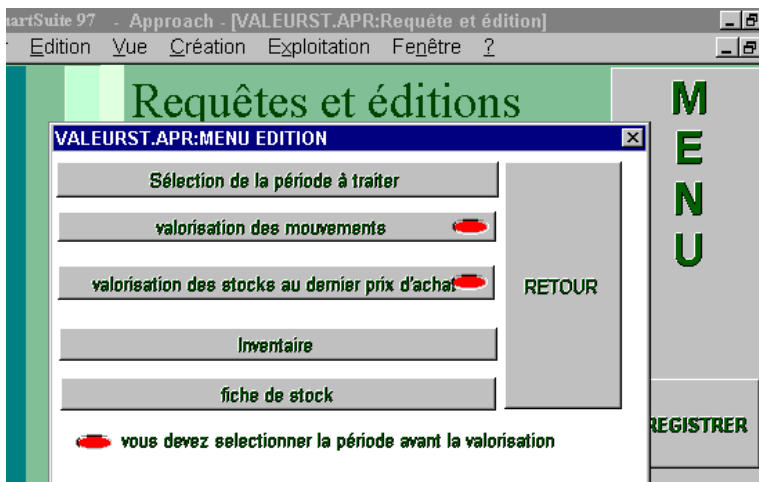 artSuite 97 - Approach - [VALEURST.APR:Requête et édition]
Edition Vue Création Exploitation Fenêtre ?
Requêtes et éditions
MENU
VALEURST.APR:MENU EDITION
Sélection de la période à traiter
valorisation des mouvements
valorisation des stocks au dernier prix d'achat
RETOUR
Inventaire
fiche de stock
REGISTRER
vous devez selectionner la période avant la valorisation